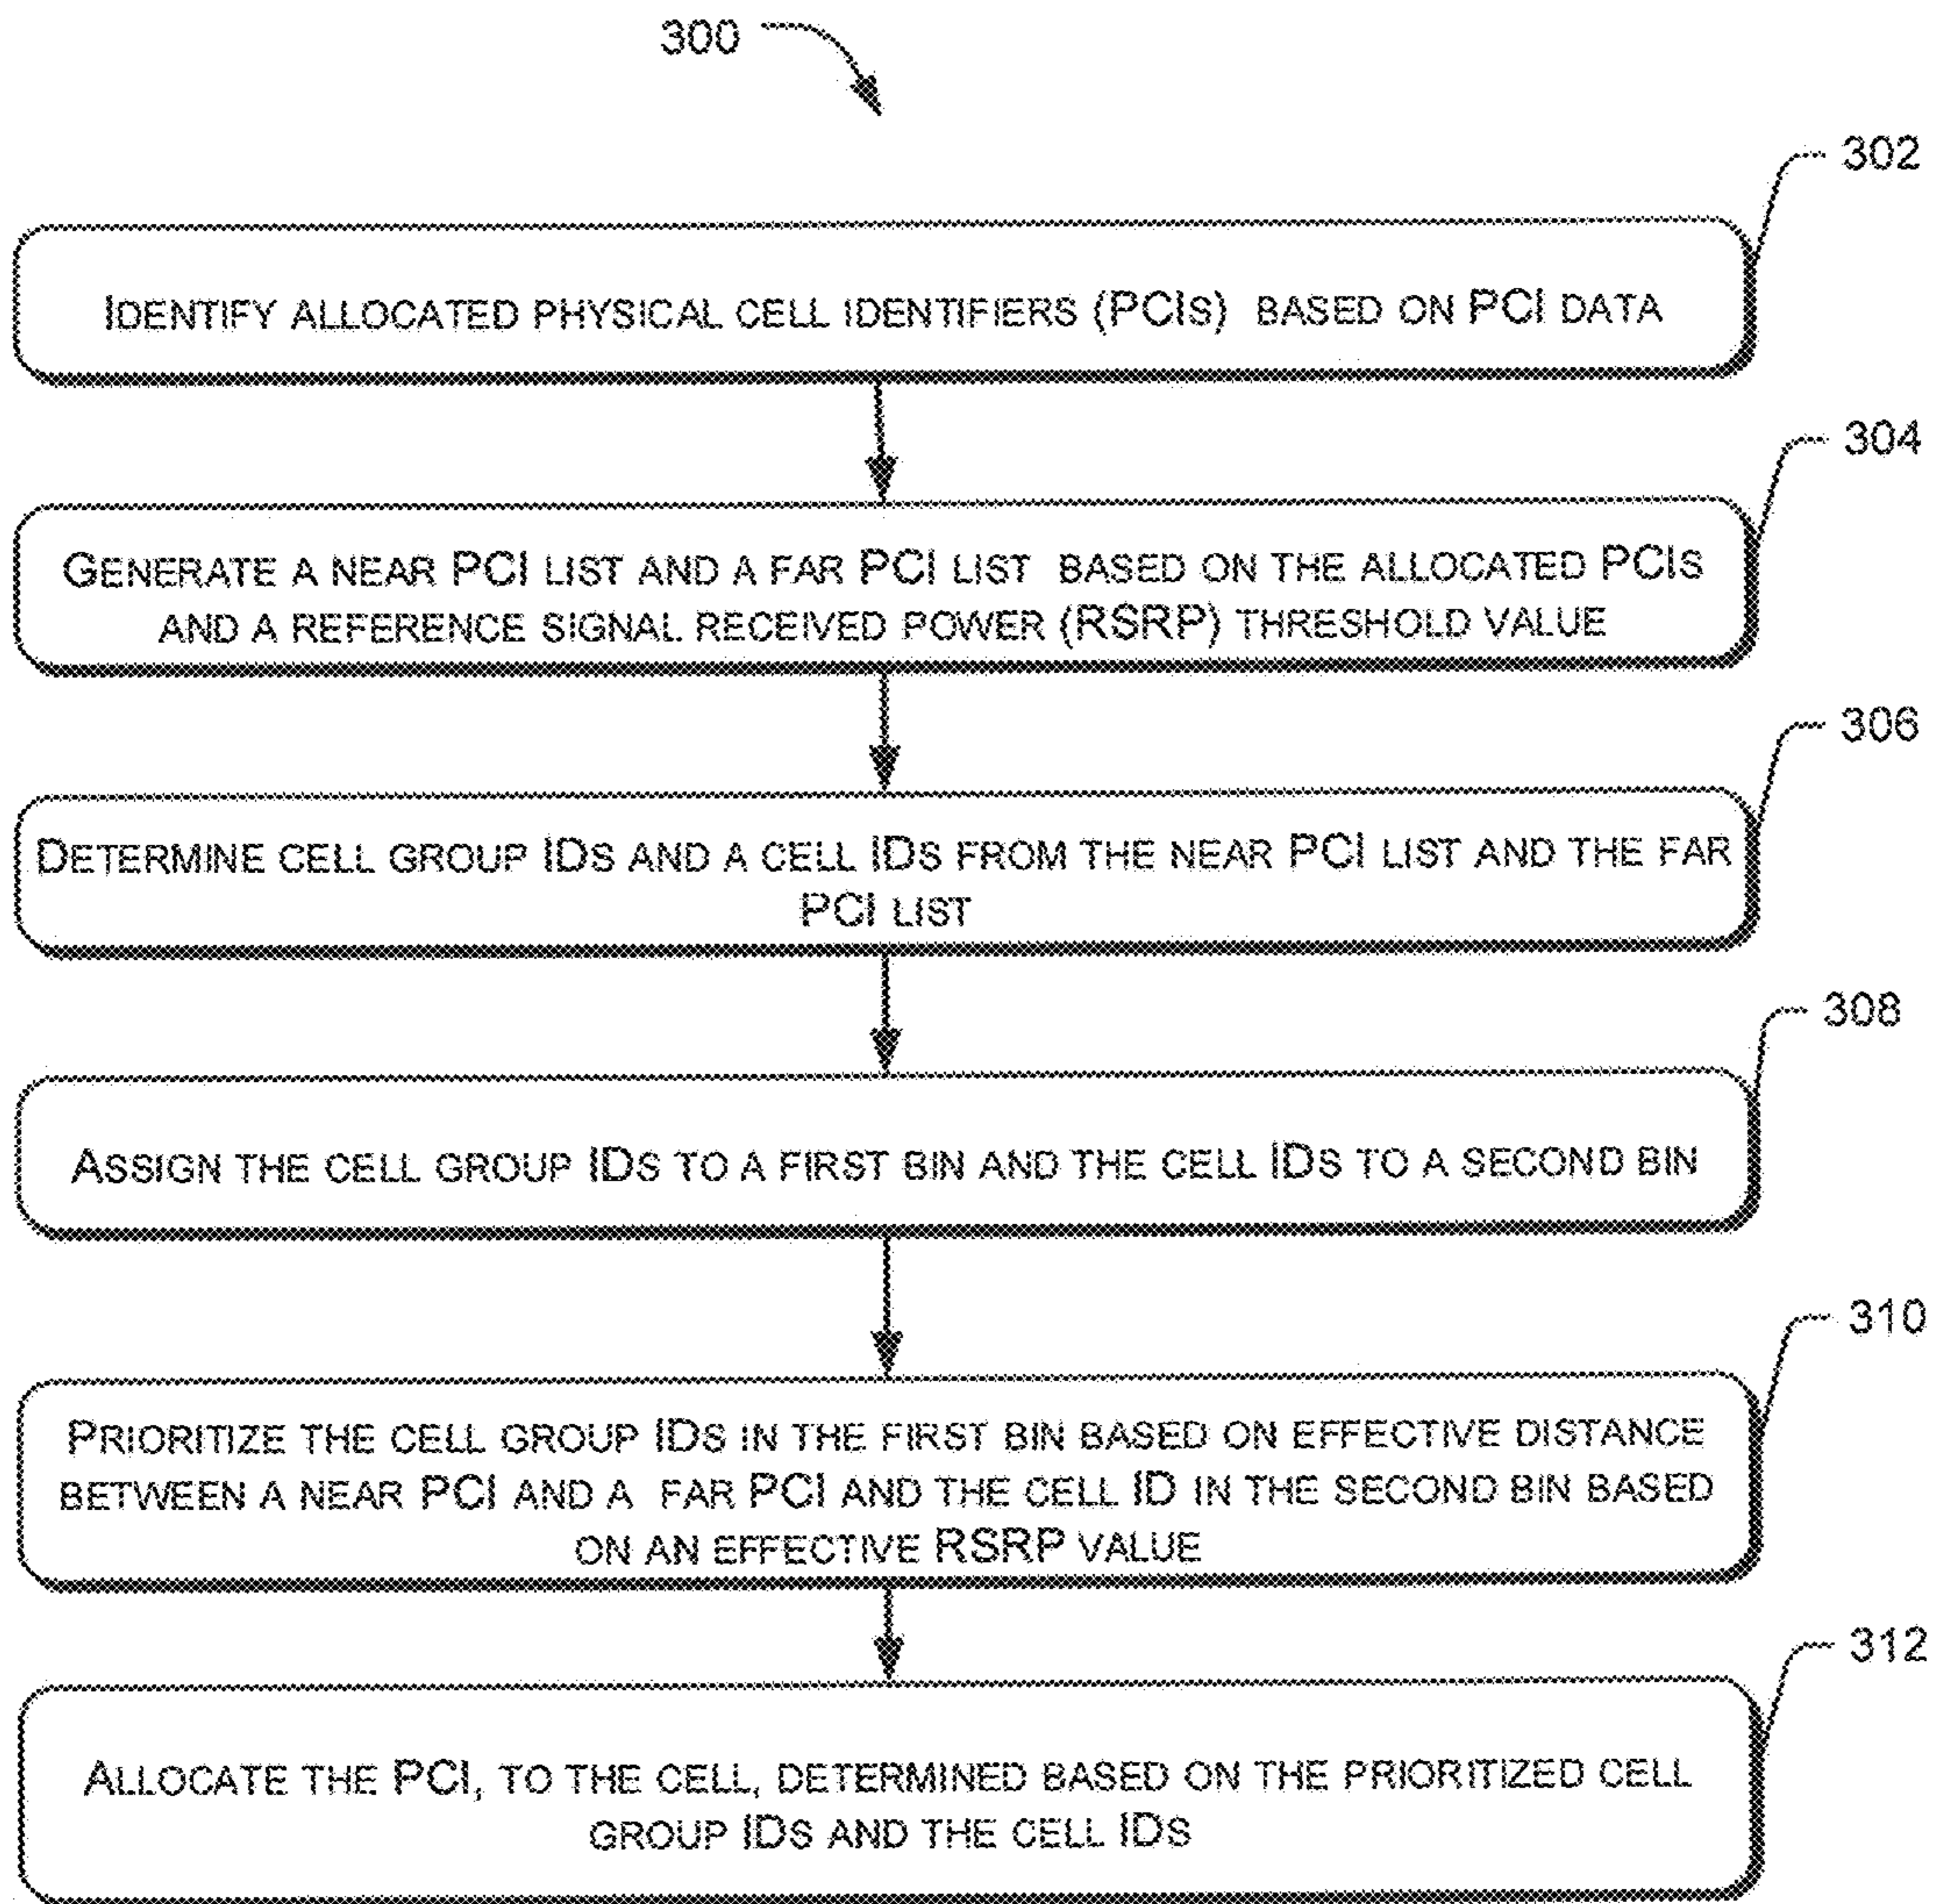 300
302
IDENTIFY ALLOCATED PHYSICAL CELL IDENTIFIERS (PCIS) BASED ON PCI DATA
304
GENERATE A NEAR PCI LIST AND A FAR PCI LIST BASED ON THE ALLOCATED PCIS
AND A REFERENCE SIGNAL RECEIVED POWER (RSRP) THRESHOLD VALUE
306
DETERMINE CELL GROUP IDS AND A CELL IDS FROM THE NEAR PCI LIST AND THE FAR
PCI LIST
308
ASSIGN THE CELL GROUP IDS TO A FIRST BIN AND THE CELL IDS TO A SECOND BIN
310
PRIORITIZE THE CELL GROUP IDS IN THE FIRST BIN BASED ON EFFECTIVE DISTANCE
BETWEEN A NEAR PCI AND A FAR PCI AND THE CELL ID IN THE SECOND BIN BASED
ON AN EFFECTIVE RSRP VALUE
312
ALLOCATE THE PCI, TO THE CELL, DETERMINED BASED ON THE PRIORITIZED CELL
GROUP IDS AND THE CELL IDS